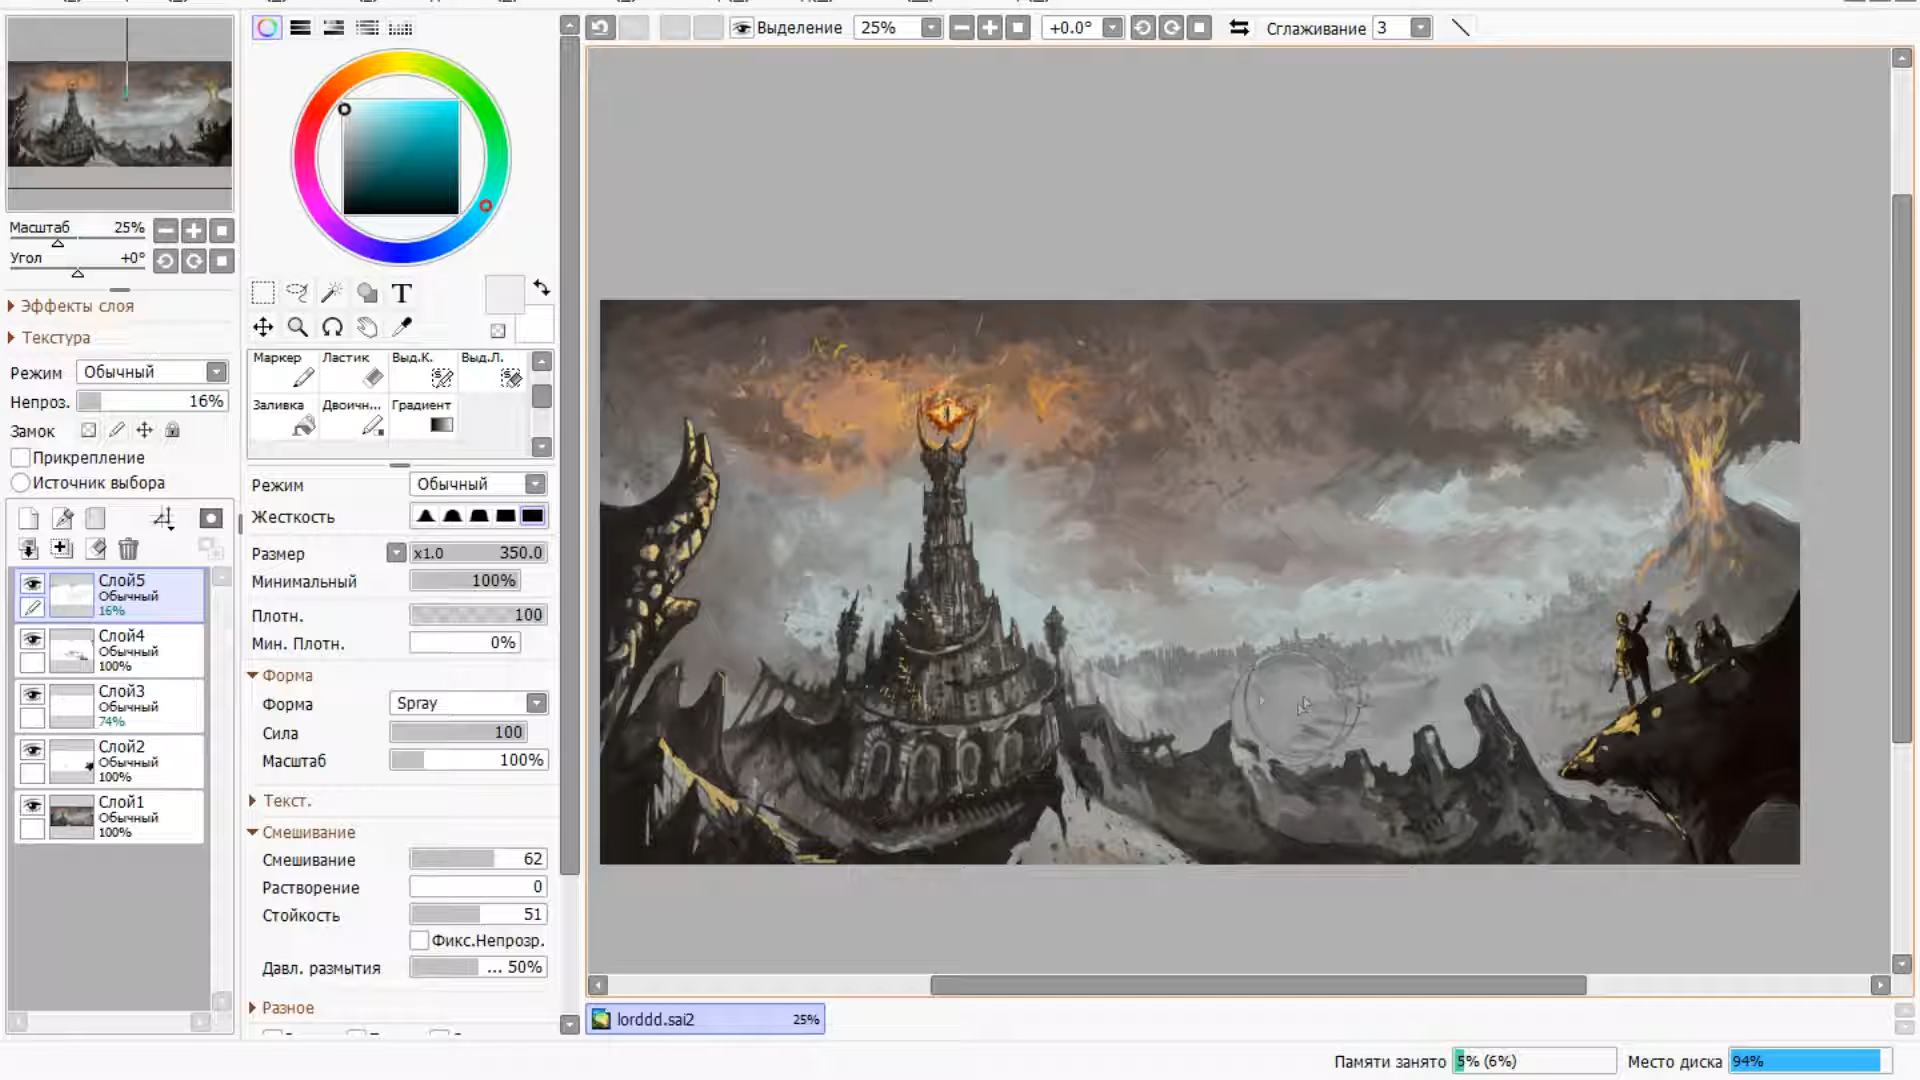 Выделение 25% +0.0° Сглаживание 3
Масштаб 25%
Угол +0°
Эффекты слоя
Текстура
Режим Обычный
Непроз. 16%
Замок
Прикрепление
Источник выбора
Слой5
Обычный
16%
Слой4
Обычный
100%
Слой3
Обычный
74%
Слой2
Обычный
100%
Слой1
Обычный
100%
T
Маркер Ластик Выд.К. Выд.Л.
Заливка Двоичн... Градиент
Режим Обычный
Жесткость
Размер x1.0 350.0
Минимальный 100%
Плотн. 100
Мин. Плотн. 0%
Форма
Форма Spray
Сила 100
Масштаб 100%
Текст.
Смешивание
Смешивание 62
Растворение 0
Стойкость 51
Фикс.Непрозр.
Давл. размытия ... 50%
Разное
lorddd.sai2 25%
Памяти занято 5% (6%) Место диска 94%